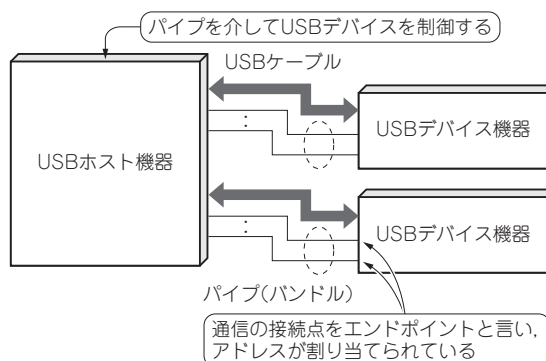 パイプを介してUSBデバイスを制御する
USBケーブル
USBホスト機器
:
USBデバイス機器
:
USBデバイス機器
パイプ(バンドル)
通信の接続点をエンドポイントと言い,
アドレスが割り当てられている